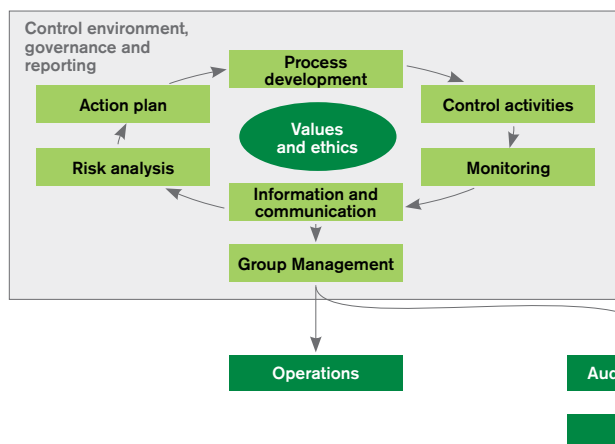 Control environment,
governance and
reporting
Process
development
Action plan
Control activities
Values
and ethics
Risk analysis
Monitoring
Information and
communication
Group Management
Operations